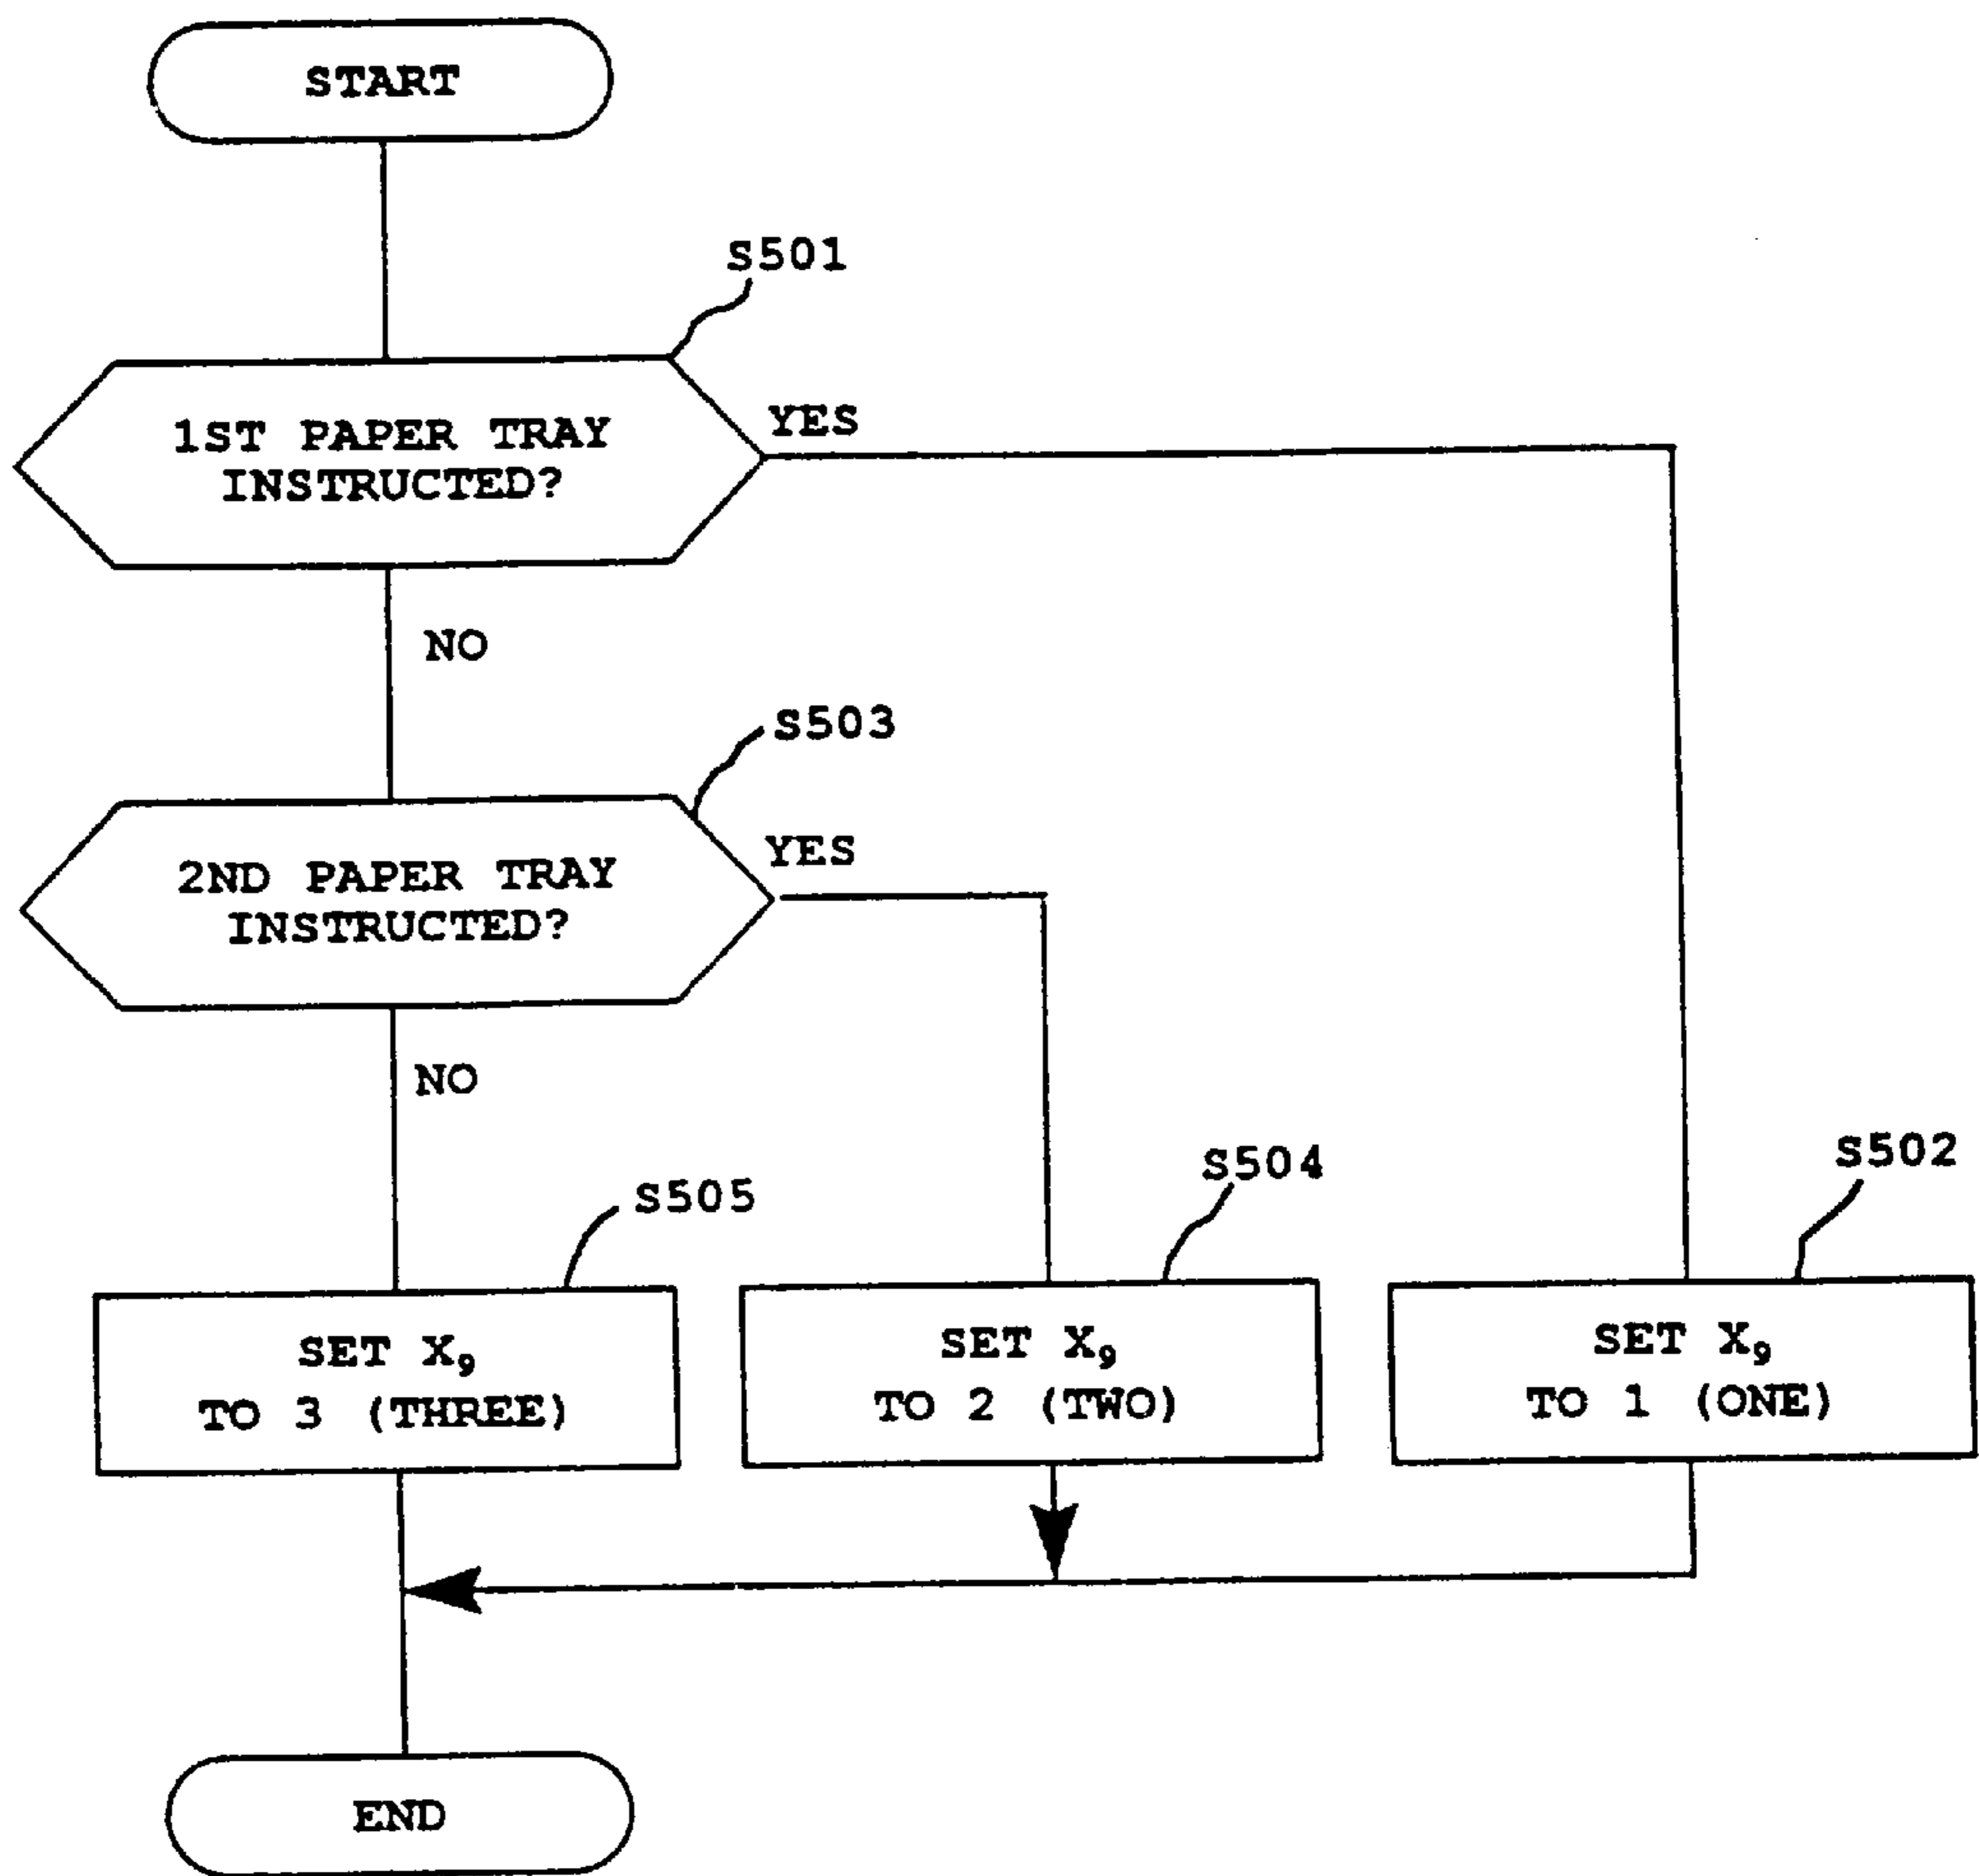 START
S501
1ST PAPER TRAY
INSTRUCTED?
YES
NO
S503
2ND PAPER TRAY
INSTRUCTED?
YES
NO
S505
S504
S502
SET X₉
TO 3 (THREE)
SET X₉
TO 2 (TWO)
SET X₉
TO 1 (ONE)
END